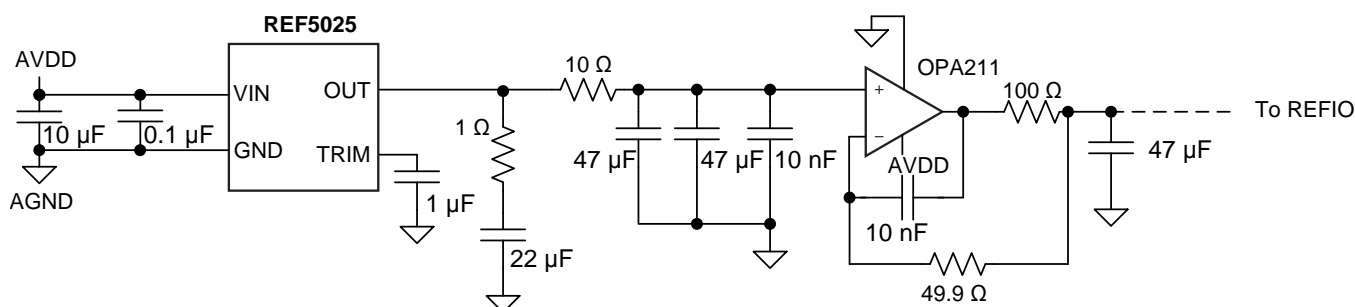 REF5025
AVDD
VIN
OUT
10 Ω
OPA211
+
100 Ω
To REFIO
10 µF
0.1 µF
1 Ω
47 µF
47 µF
10 nF
−
47 µF
GND
TRIM
AVDD
AGND
1 µF
10 nF
22 µF
49.9 Ω